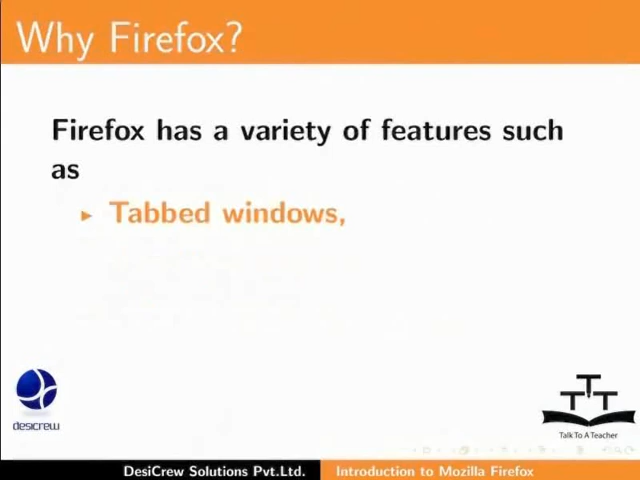 Why Firefox?
Firefox has a variety of features such
as
Tabbed windows,
desicrew
T T T
Talk To A Teacher
DesiCrew Solutions Pvt.Ltd.
Introduction to Mozilla Firefox